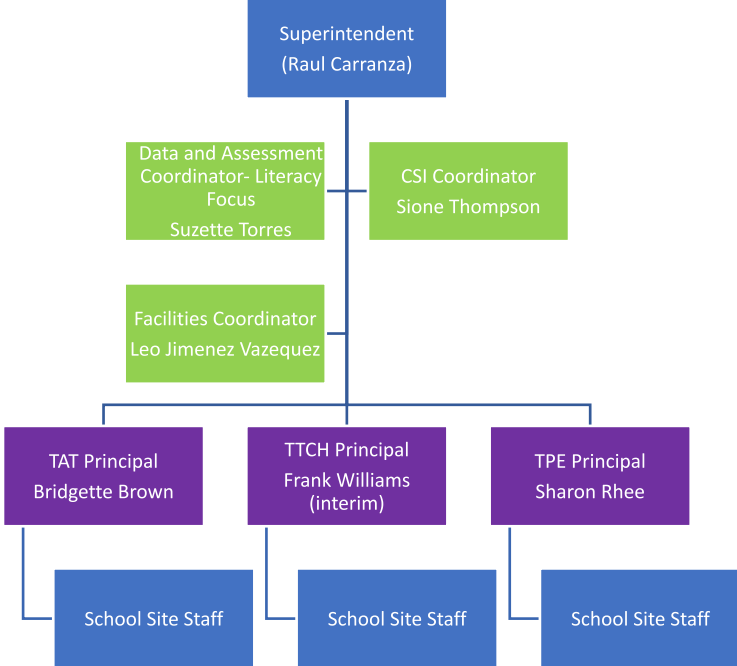 Superintendent
(Raul Carranza)
Data and Assessment
Coordinator- Literacy
Focus
Suzette Torres
CSI Coordinator
Sione Thompson
Facilities Coordinator
Leo Jimenez Vazequez
TAT Principal
Bridgette Brown
TTCH Principal
Frank Williams
(interim)
TPE Principal
Sharon Rhee
School Site Staff
School Site Staff
School Site Staff